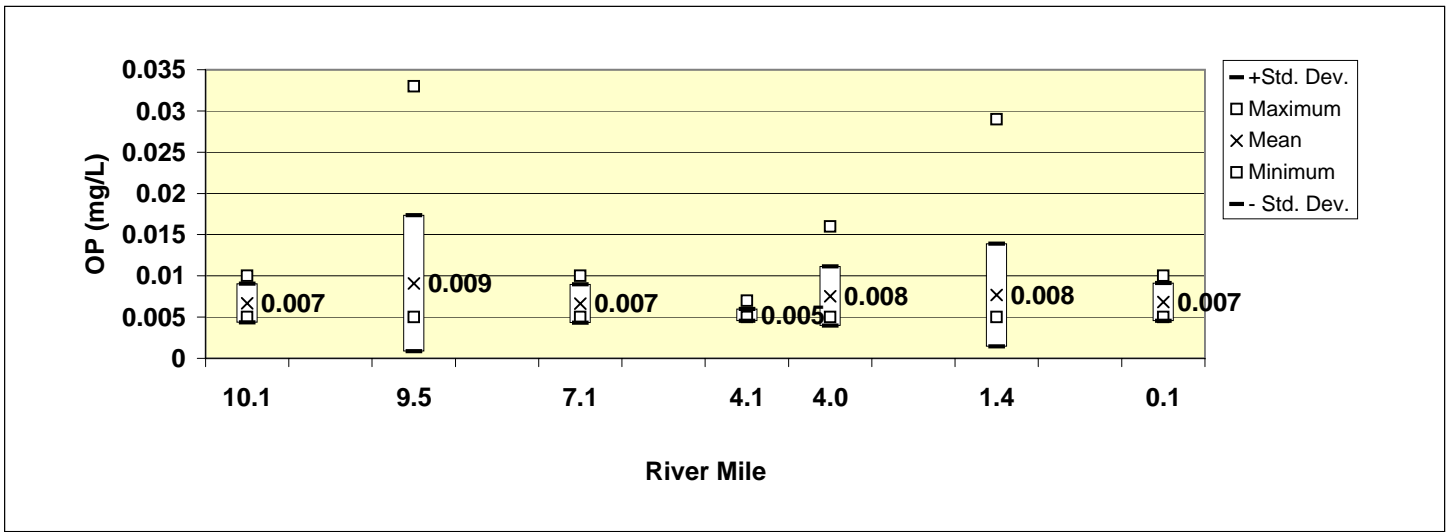 0.035
0.03
0.025
0.02
0.015
0.01
0.005
0
OP (mg/L)
0.007
0.009
0.007
0.005
0.008
0.008
0.007
10.1 9.5 7.1 4.1 4.0 1.4 0.1
River Mile
+Std. Dev.
Maximum
Mean
Minimum
- Std. Dev.